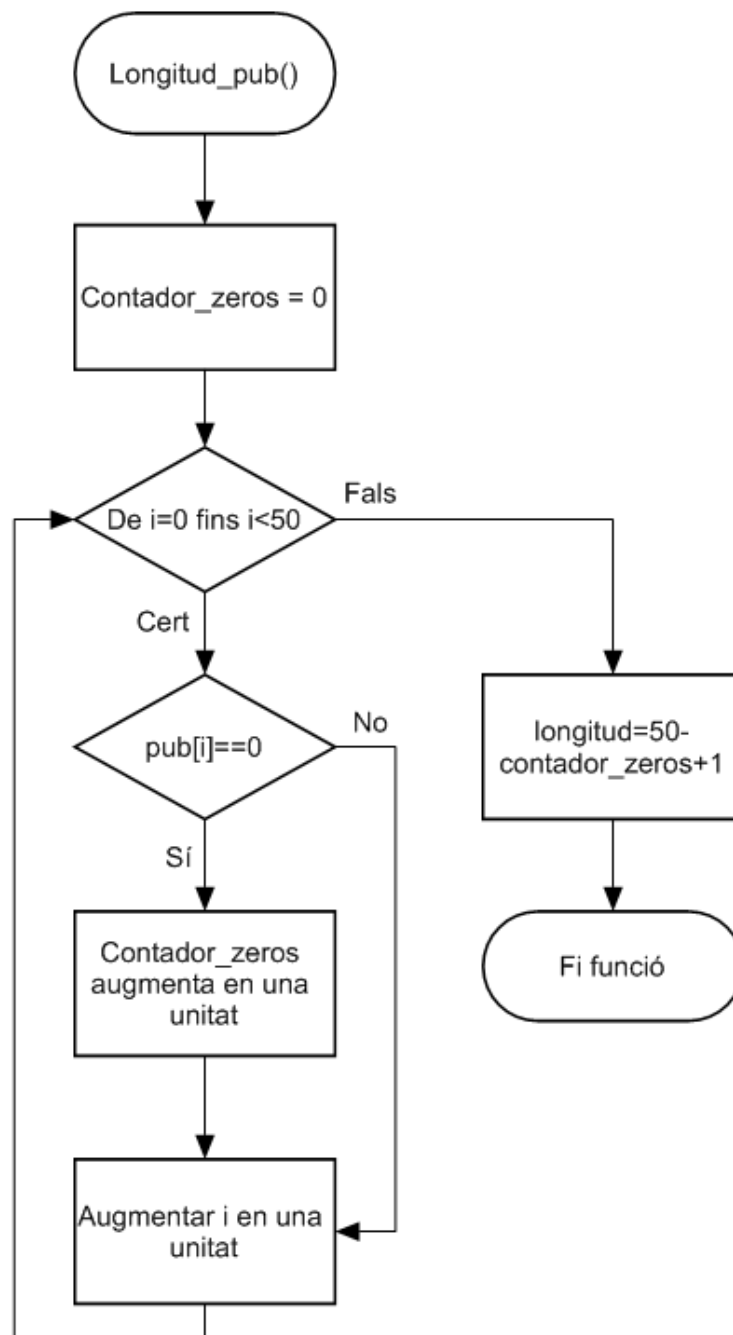 Longitud_pub()
Contador_zeros = 0
De i=0 fins i<50
Fals
Cert
pub[i]==0
No
Sí
longitud=50-
contador_zeros+1
Contador_zeros
augmenta en una
unitat
Fi funció
Augmentar i en una
unitat